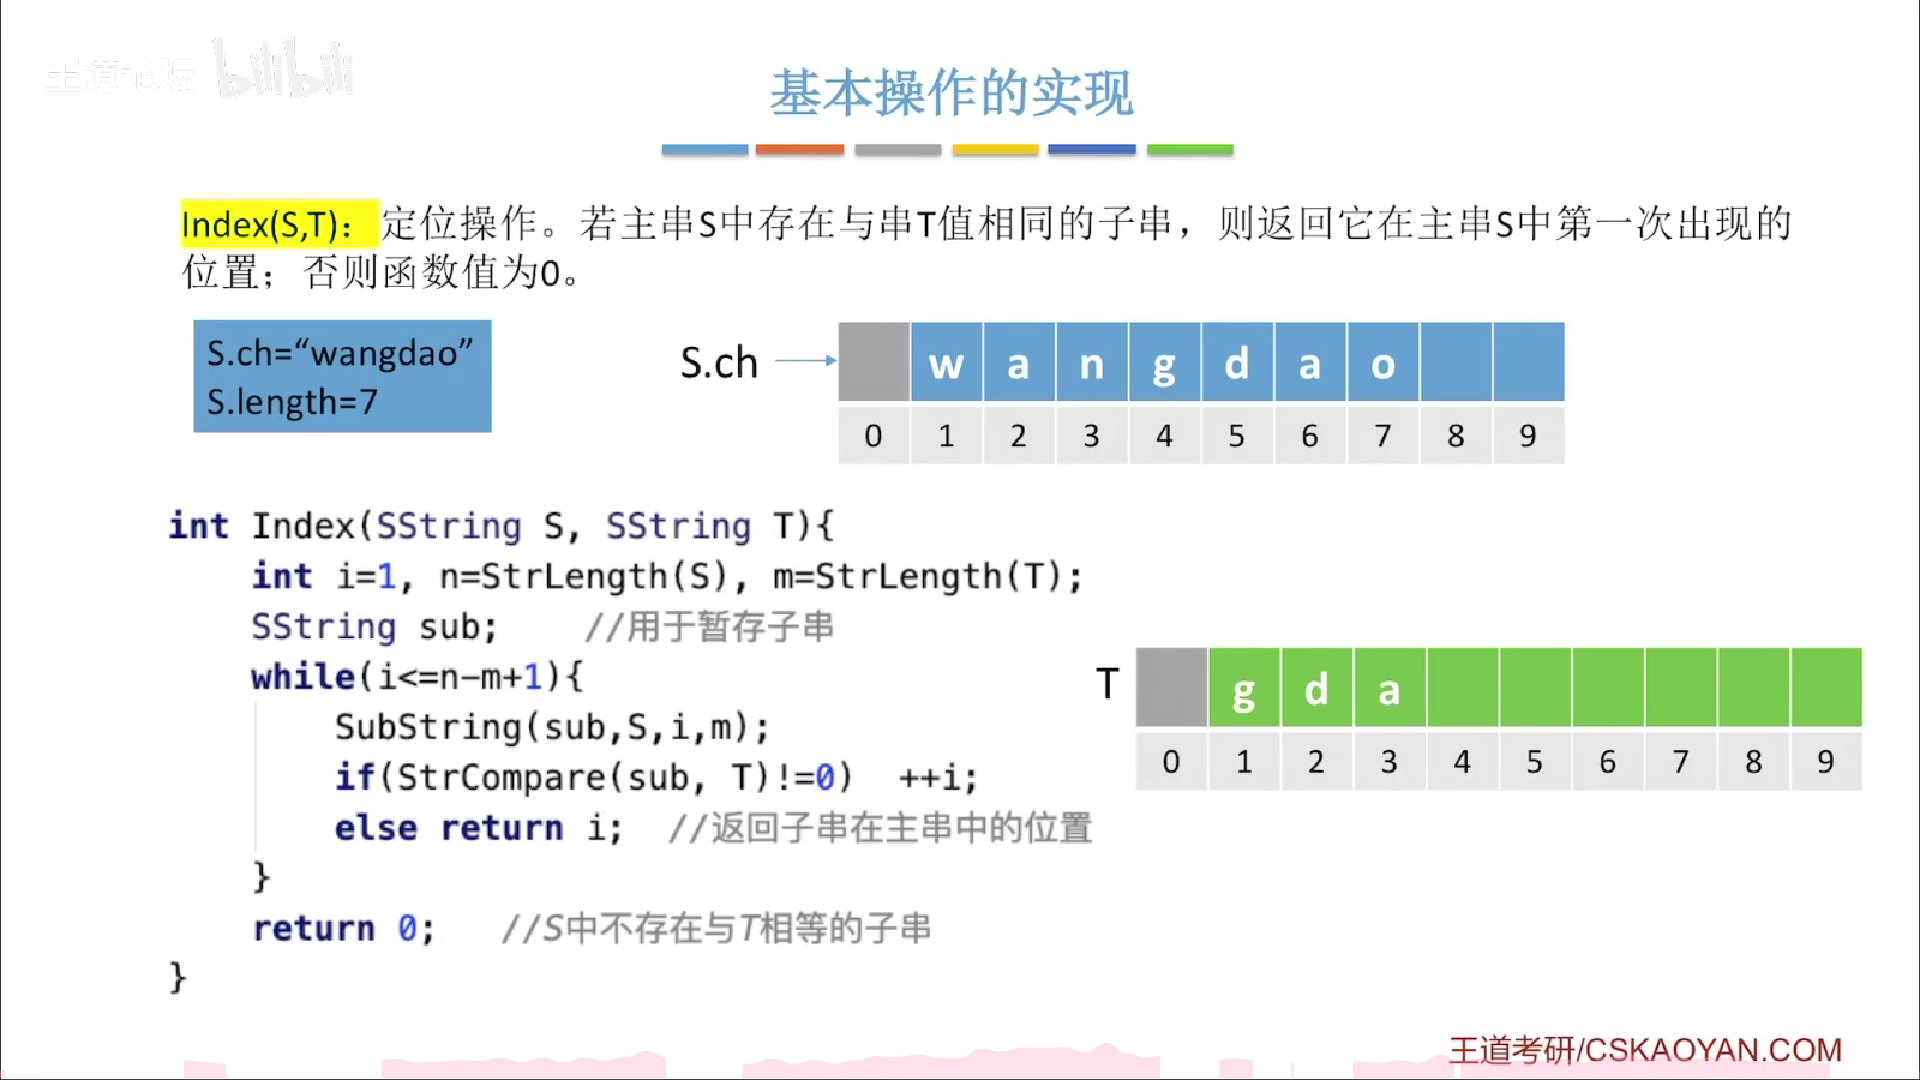 王道论坛 bilibili
基本操作的实现
Index(S,T)：定位操作。若主串S中存在与串T值相同的子串，则返回它在主串S中第一次出现的
位置；否则函数值为0。
S.ch=“wangdao”
S.length=7
S.ch w a n g d a o
0 1 2 3 4 5 6 7 8 9
int Index(SString S, SString T){
int i=1, n=StrLength(S), m=StrLength(T);
SString sub; //用于暂存子串
while(i<=n-m+1){
SubString(sub,S,i,m);
if(StrCompare(sub, T)!=0) ++i;
else return i; //返回子串在主串中的位置
}
return 0; //S中不存在与T相等的子串
}
T g d a
0 1 2 3 4 5 6 7 8 9
王道考研/CSKAOYAN.COM